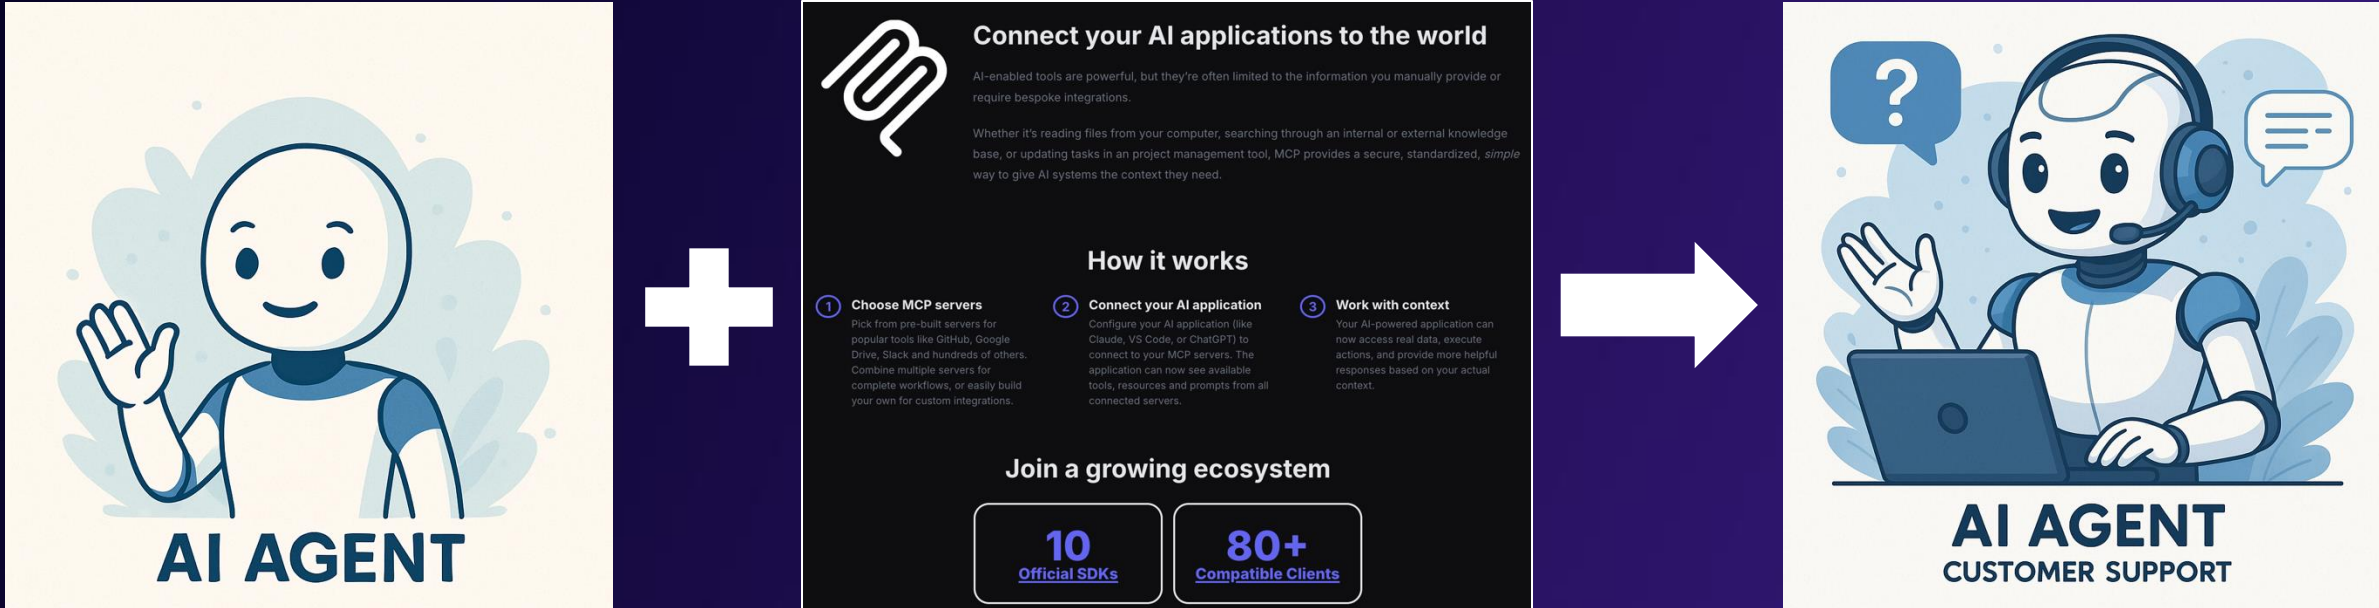 AI AGENT
Connect your AI applications to the world
AI-enabled tools are powerful, but they're often limited to the information you manually provide or
require bespoke integrations.
Whether it's reading files from your computer, searching through an internal or external knowledge
base, or updating tasks in an project management tool, MCP provides a secure, standardized, simple
way to give AI systems the context they need.
How it works
1
Choose MCP servers
Pick from pre-built servers for
popular tools like GitHub, Google
Drive, Slack and hundreds of others.
Combine multiple servers for
complete workflows, or easily build
your own for custom integrations.
2
Connect your AI application
Configure your AI application (like
Claude, VS Code, or ChatGPT) to
connect to your MCP servers. The
application can now see available
tools, resources and prompts from all
connected servers.
3
Work with context
Your AI-powered application can
now access real data, execute
actions, and provide more helpful
responses based on your actual
context.
Join a growing ecosystem
10
Official SDKs
80+
Compatible Clients
?
AI AGENT
CUSTOMER SUPPORT